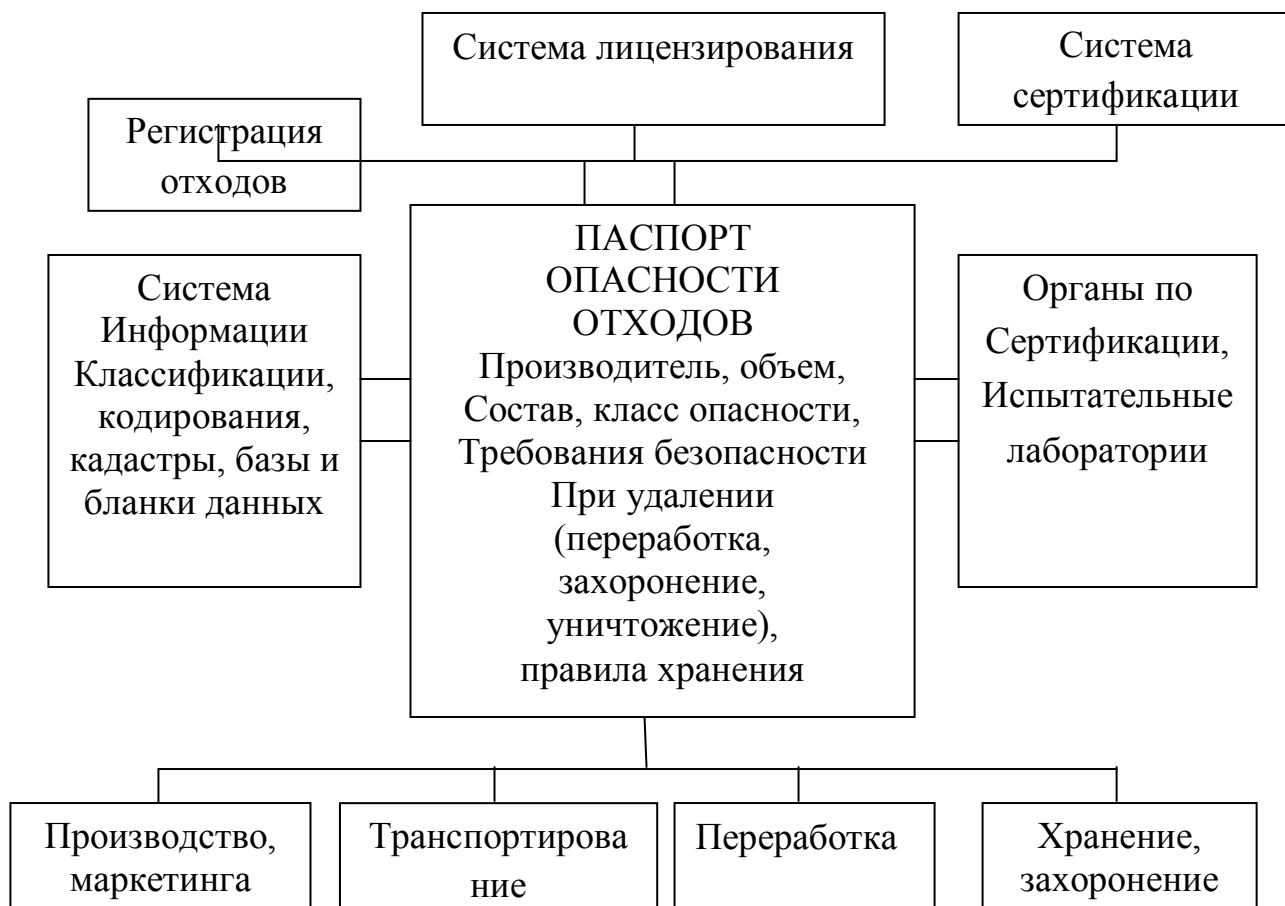 Система лицензирования
Система
сертификации
Регистрация
отходов
ПАСПОРТ
ОПАСНОСТИ
ОТХОДОВ
Производитель, объем,
Состав, класс опасности,
Требования безопасности
При удалении
(переработка,
захоронение,
уничтожение),
правила хранения
Система
Информации
Классификации,
кодирования,
кадастры, базы и
бланки данных
Органы по
Сертификации,
Испытательные
лаборатории
Производство,
маркетинга
Транспортирова
ние
Переработка
Хранение,
захоронение